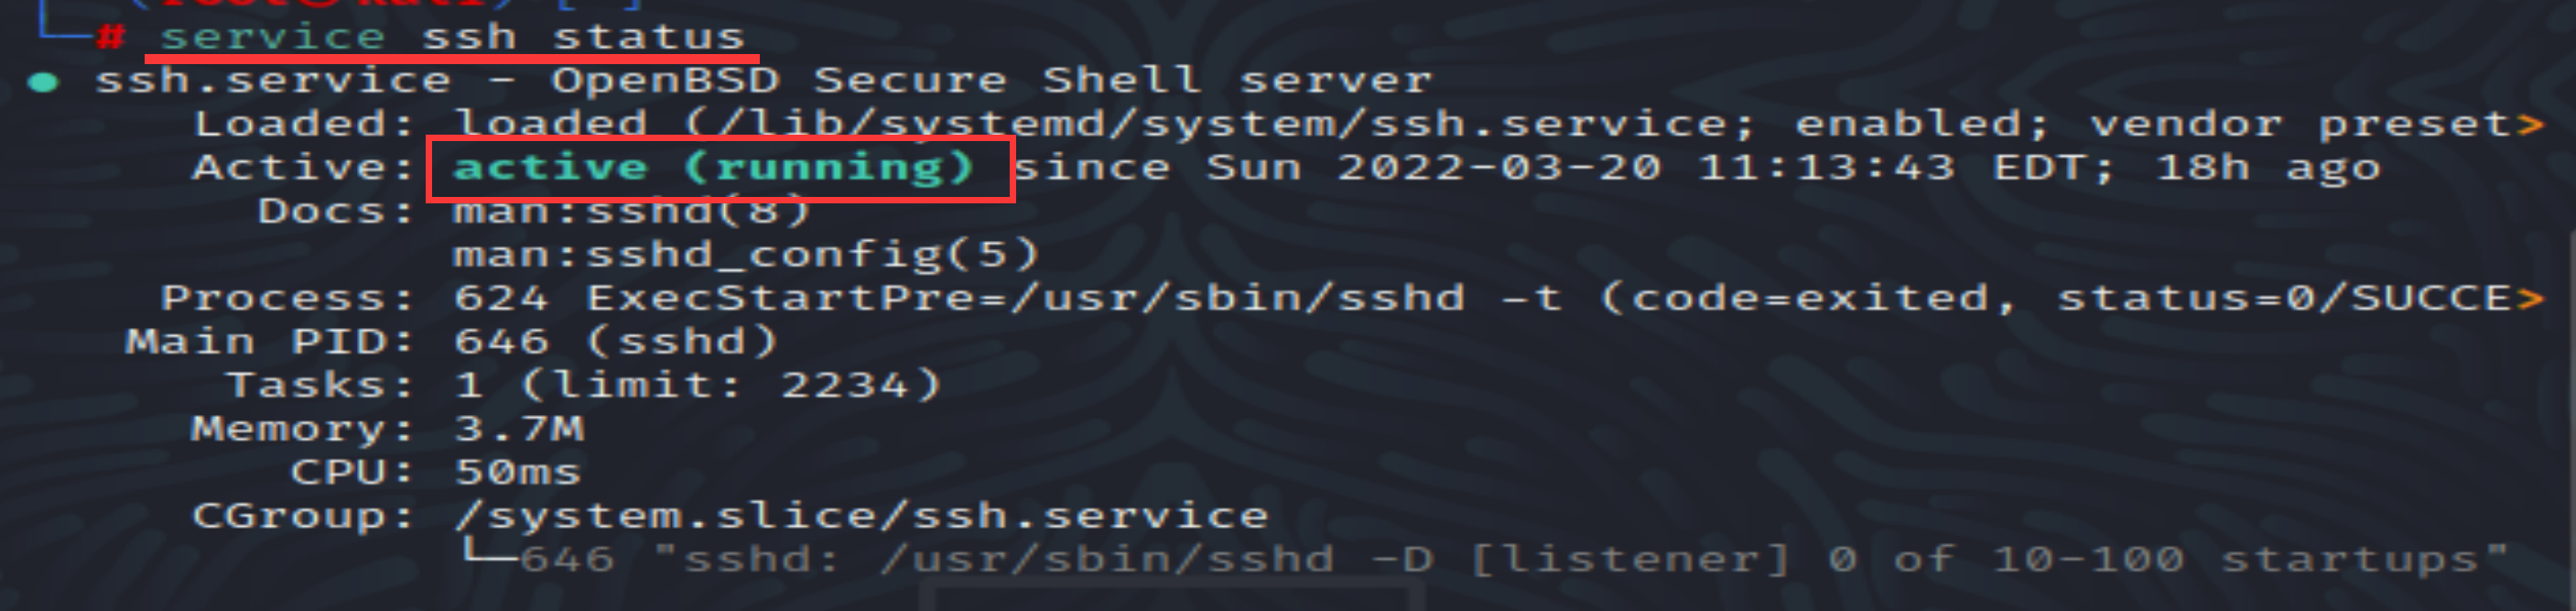 └─# service ssh status
● ssh.service - OpenBSD Secure Shell server
Loaded: loaded (/lib/systemd/system/ssh.service; enabled; vendor preset>
Active: active (running) since Sun 2022-03-20 11:13:43 EDT; 18h ago
Docs: man:sshd(8)
man:sshd_config(5)
Process: 624 ExecStartPre=/usr/sbin/sshd -t (code=exited, status=0/SUCCE>
Main PID: 646 (sshd)
Tasks: 1 (limit: 2234)
Memory: 3.7M
CPU: 50ms
CGroup: /system.slice/ssh.service
└─646 "sshd: /usr/sbin/sshd -D [listener] 0 of 10-100 startups"